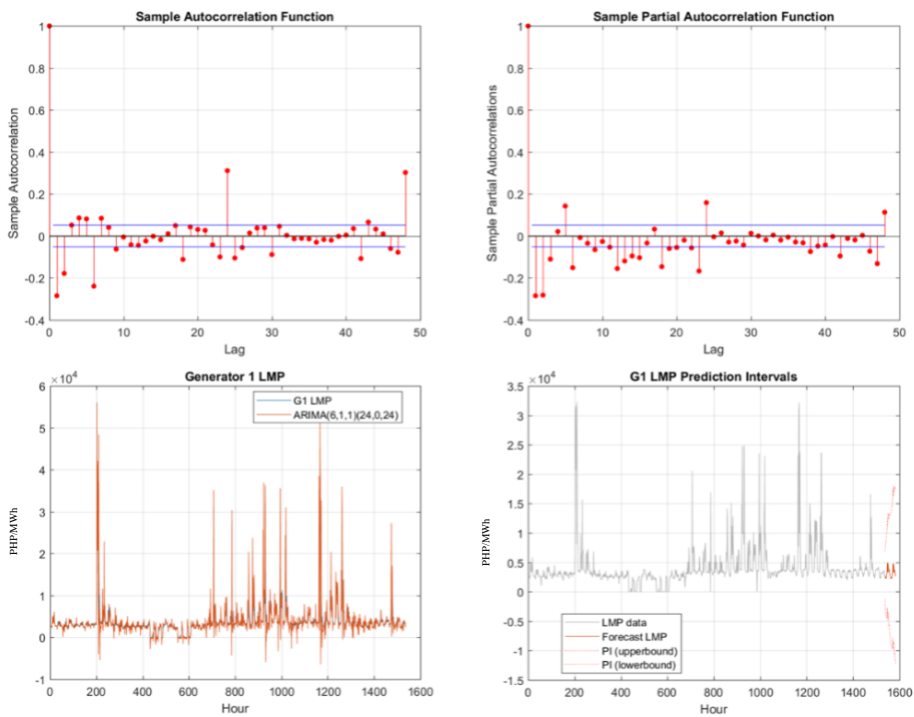 Sample Autocorrelation Function
Sample Autocorrelation
1
0.8
0.6
0.4
0.2
0
-0.2
-0.4
0 10 20 30 40 50
Lag
Sample Partial Autocorrelation Function
Sample Partial Autocorrelations
1
0.8
0.6
0.4
0.2
0
-0.2
-0.4
0 10 20 30 40 50
Lag
Generator 1 LMP
×10⁴
PHP/MWh
6
5
4
3
2
1
0
-1
G1 LMP
ARIMA(6,1,1)(24,0,24)
0 200 400 600 800 1000 1200 1400 1600
Hour
G1 LMP Prediction Intervals
×10⁴
PHP/MWh
3.5
3
2.5
2
1.5
1
0.5
0
-0.5
-1
-1.5
LMP data
Forecast LMP
PI (upperbound)
PI (lowerbound)
0 200 400 600 800 1000 1200 1400 1600
Hour